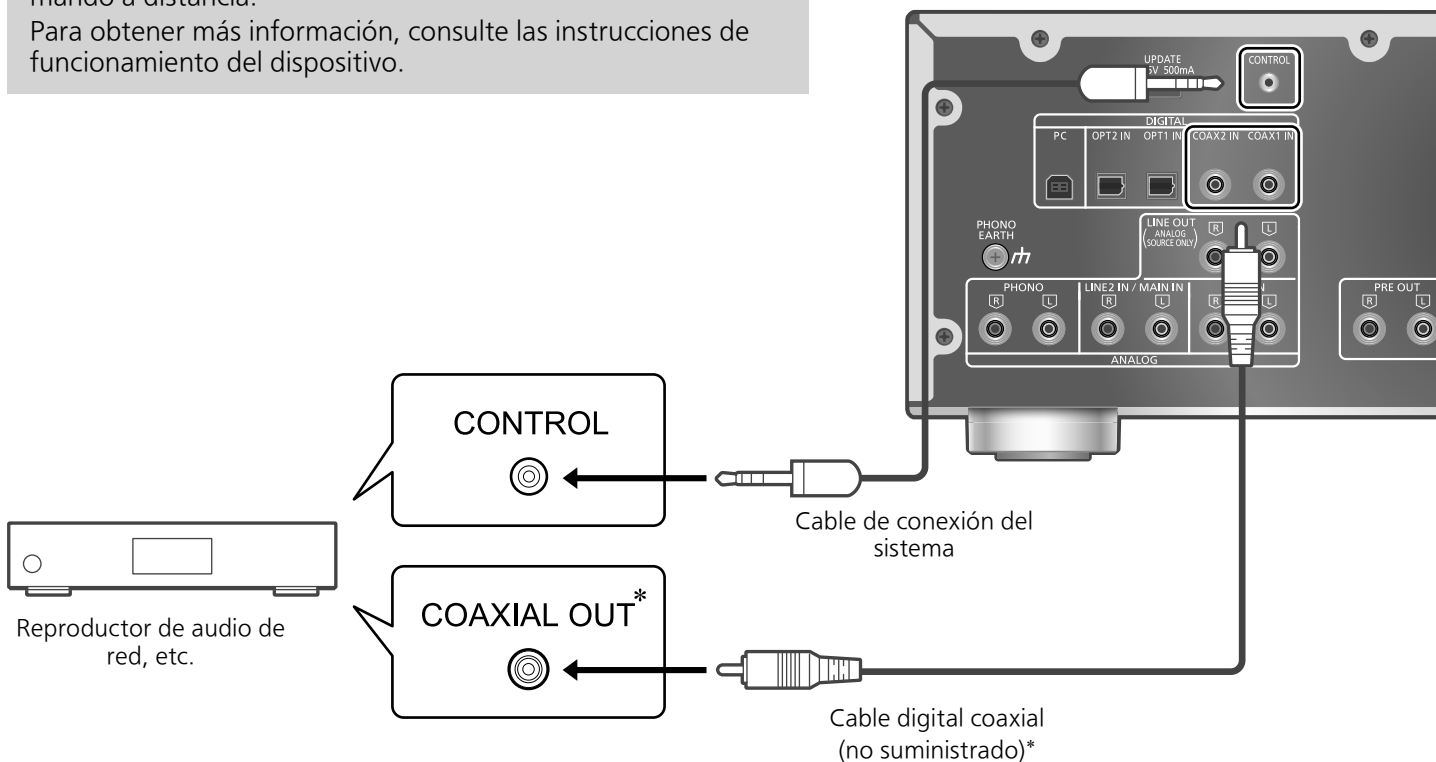 mando a distancia.
Para obtener más información, consulte las instrucciones de
funcionamiento del dispositivo.
UPDATE
5V 500mA
CONTROL
DIGITAL
PC
OPT2 IN
OPT1 IN
COAX2 IN
COAX1 IN
PHONO
EARTH
LINE OUT
(ANALOG
SOURCE ONLY)
R
L
PHONO
LINE2 IN / MAIN IN
PRE OUT
R
L
R
L
R
L
R
L
ANALOG
CONTROL
Cable de conexión del
sistema
COAXIAL OUT*
Reproductor de audio de
red, etc.
Cable digital coaxial
(no suministrado)*